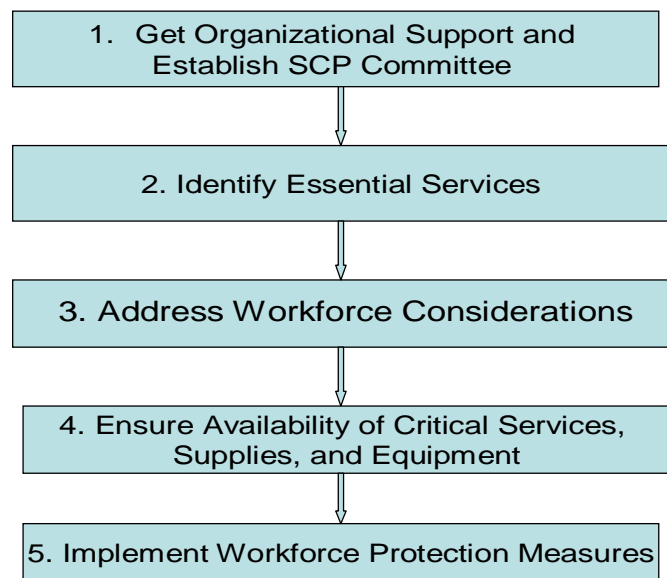 1. Get Organizational Support and
Establish SCP Committee
2. Identify Essential Services
3. Address Workforce Considerations
4. Ensure Availability of Critical Services,
Supplies, and Equipment
5. Implement Workforce Protection Measures